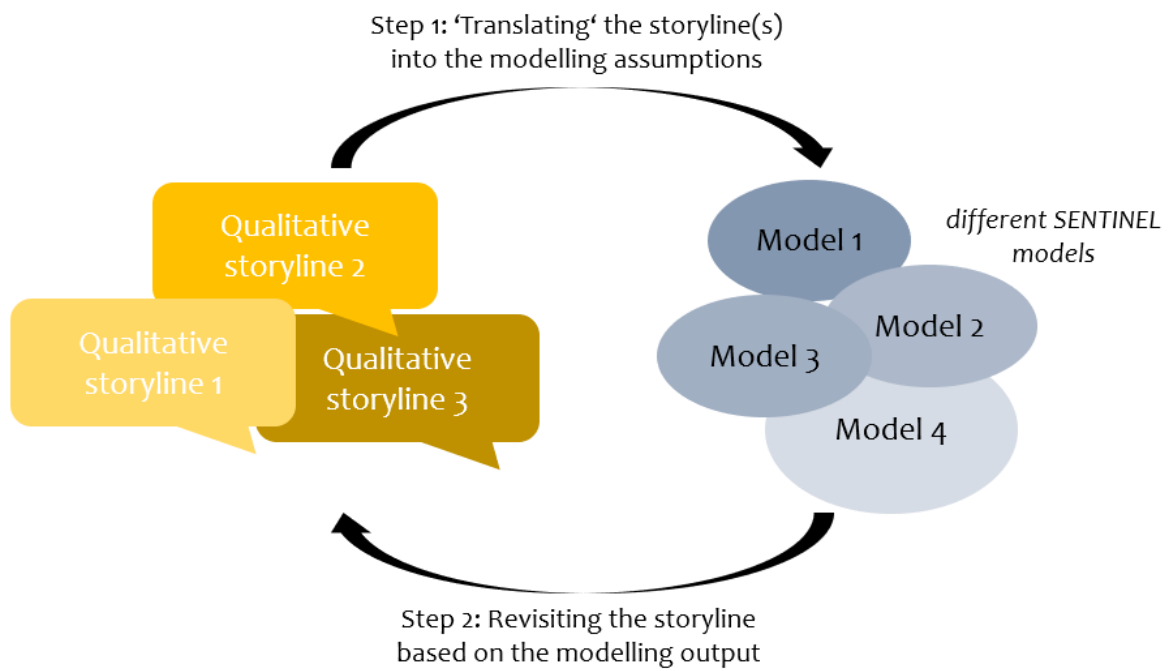 Step 1: ‘Translating‘ the storyline(s)
into the modelling assumptions
Qualitative
storyline 2
Qualitative
storyline 1
Qualitative
storyline 3
Model 1
different SENTINEL
models
Model 2
Model 3
Model 4
Step 2: Revisiting the storyline
based on the modelling output